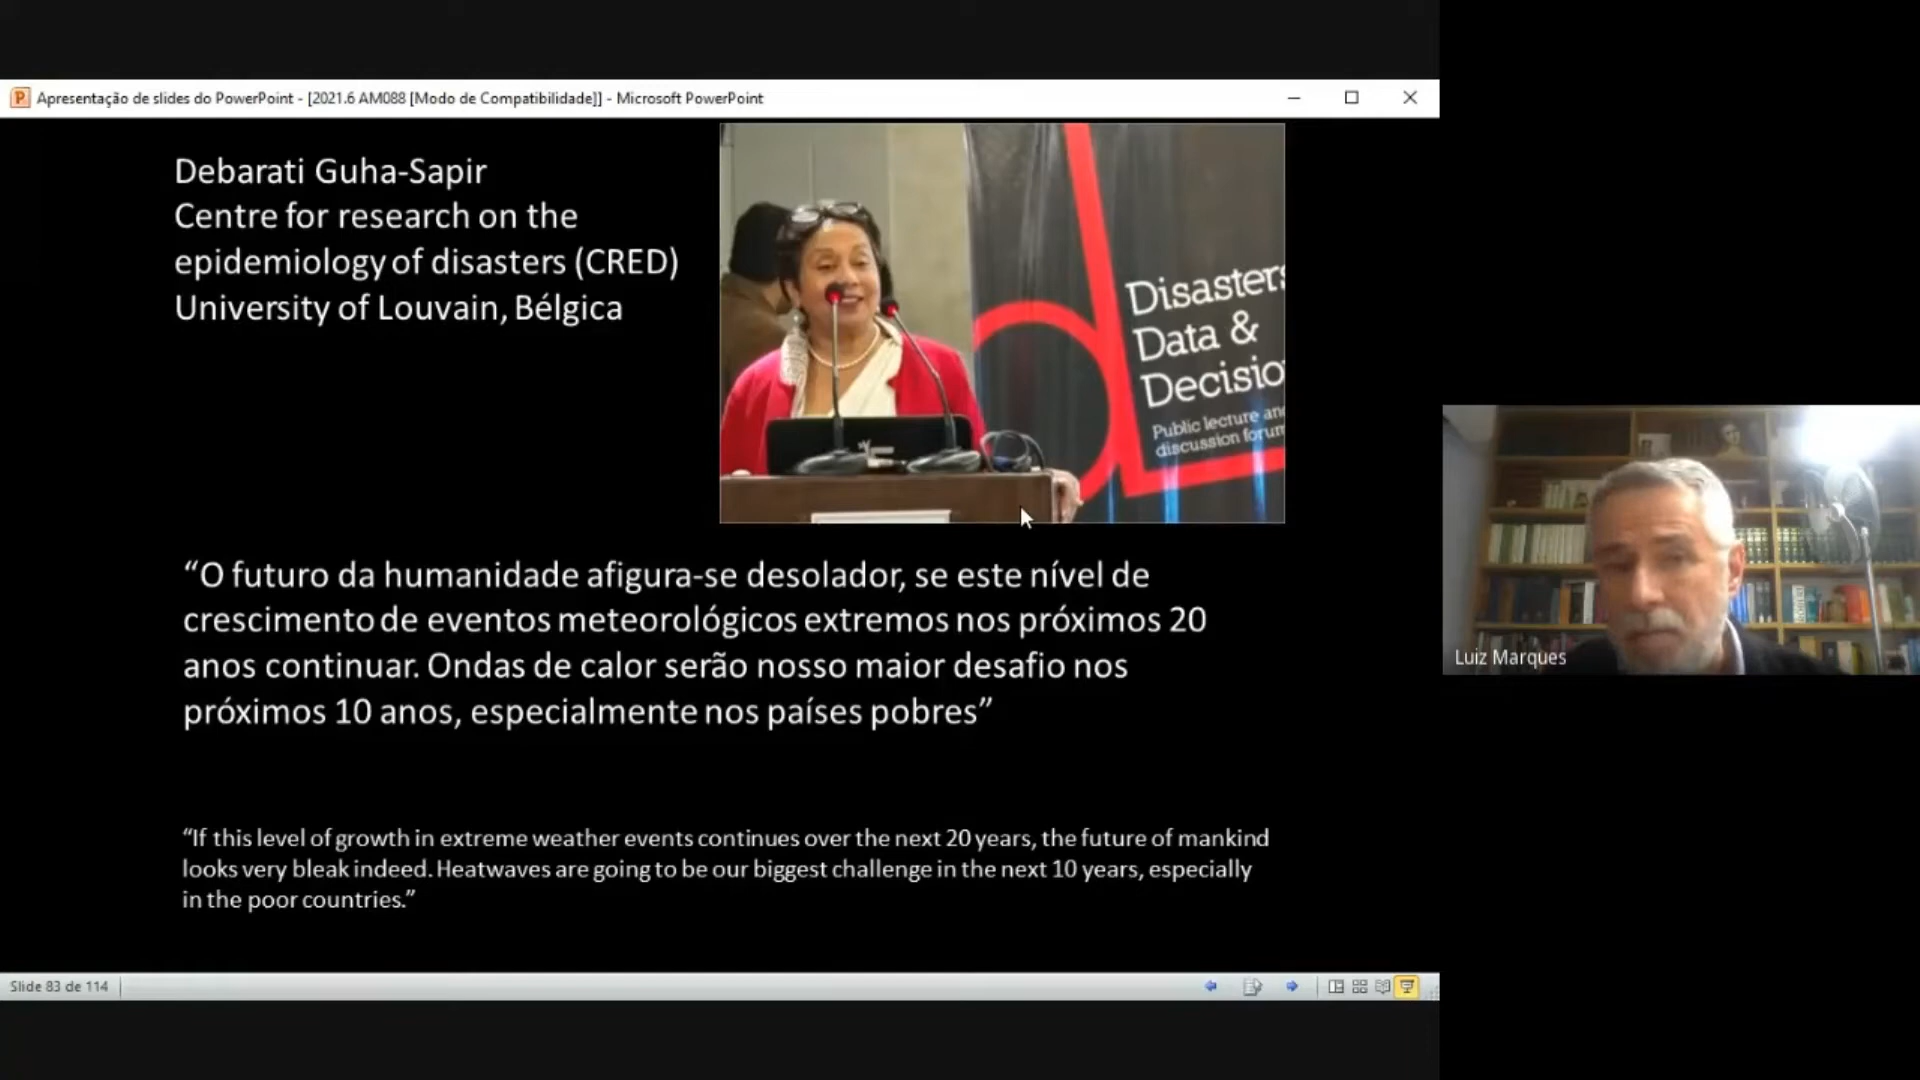 Apresentação de slides do PowerPoint - [2021.6 AM088 [Modo de Compatibilidade]] - Microsoft PowerPoint
Debarati Guha-Sapir
Centre for research on the
epidemiology of disasters (CRED)
University of Louvain, Bélgica
Disasters
Data &
Decisio
Public lecture and
discussion forum
“O futuro da humanidade afigura-se desolador, se este nível de
crescimento de eventos meteorológicos extremos nos próximos 20
anos continuar. Ondas de calor serão nosso maior desafio nos
próximos 10 anos, especialmente nos países pobres”
“If this level of growth in extreme weather events continues over the next 20 years, the future of mankind
looks very bleak indeed. Heatwaves are going to be our biggest challenge in the next 10 years, especially
in the poor countries.”
Luiz Marques
Slide 83 de 114